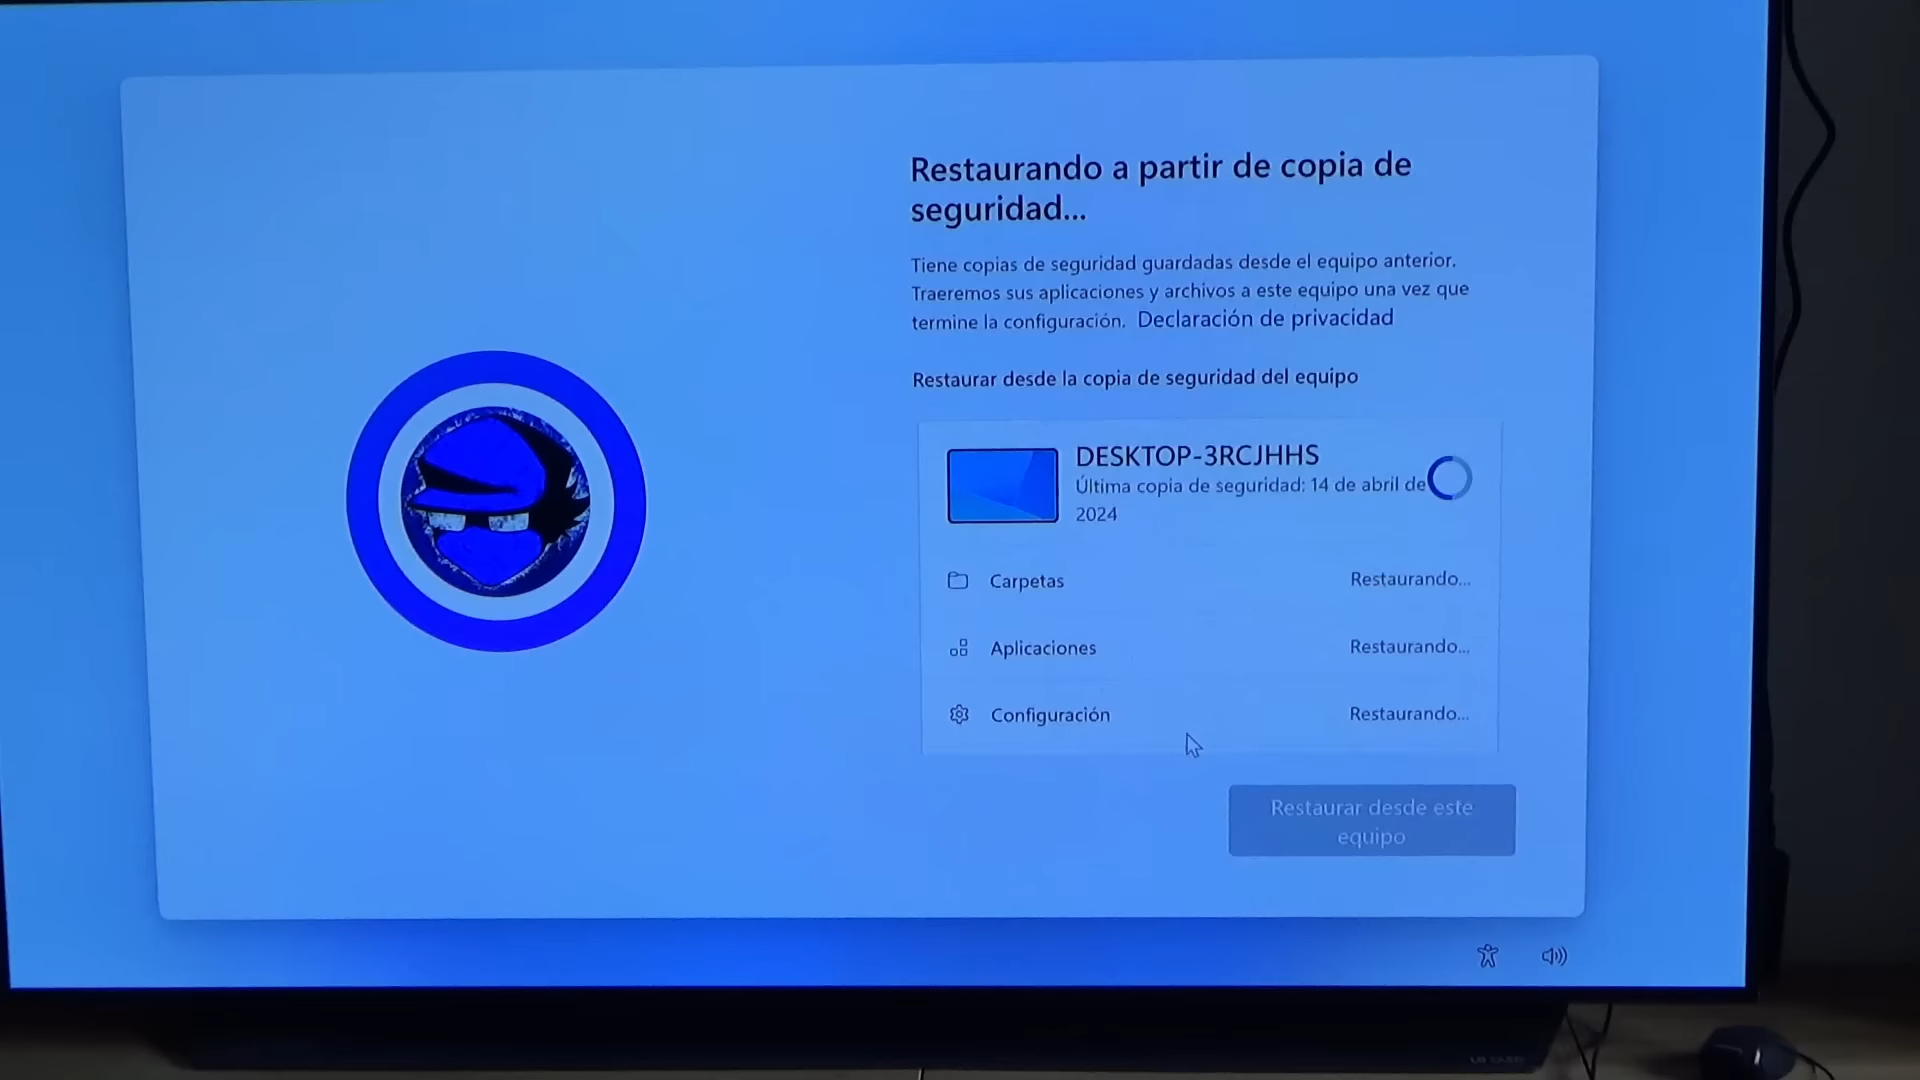 Restaurando a partir de copia de
seguridad...
Tiene copias de seguridad guardadas desde el equipo anterior.
Traeremos sus aplicaciones y archivos a este equipo una vez que
termine la configuración. Declaración de privacidad
Restaurar desde la copia de seguridad del equipo
DESKTOP-3RCJHHS
Última copia de seguridad: 14 de abril de
2024
Carpetas Restaurando...
Aplicaciones Restaurando...
Configuración Restaurando...
Restaurar desde este
equipo
LG OLED